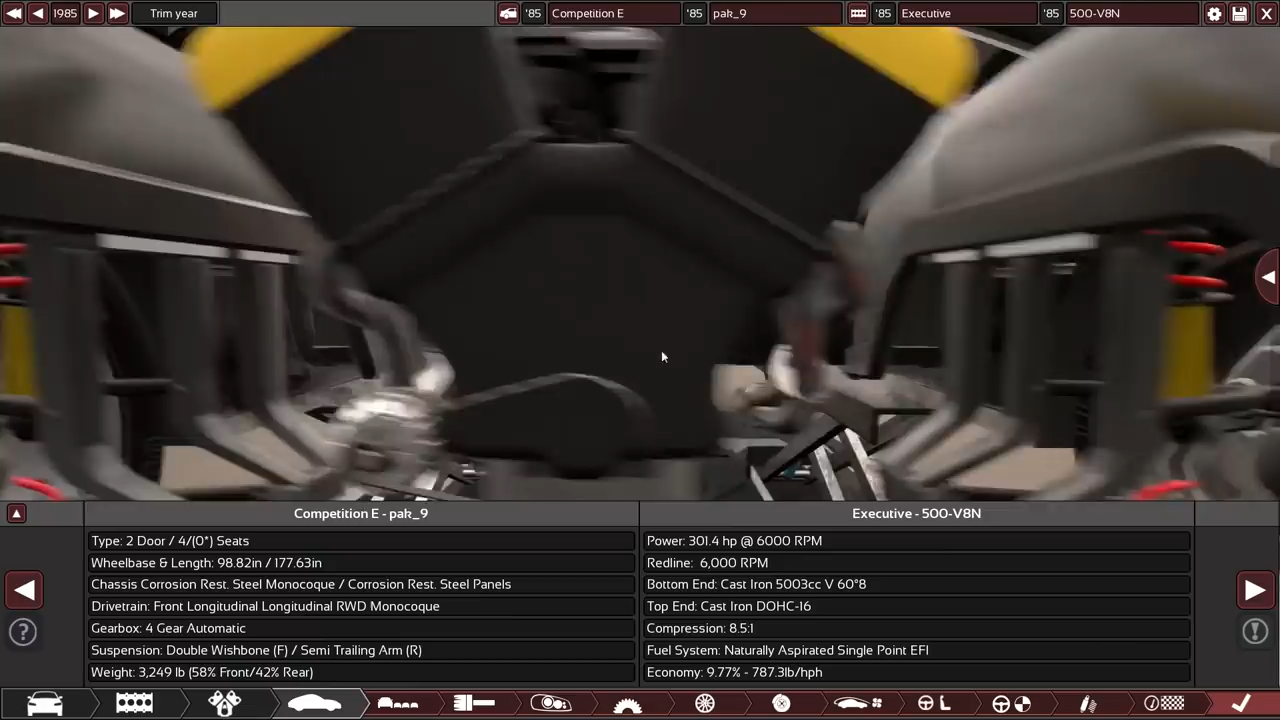 1985 Trim year '85 Competition E '85 pak_9 '85 Executive '85 500-V8N
Competition E - pak_9
Executive - 500-V8N
Type: 2 Door / 4/(0*) Seats
Power: 301.4 hp @ 6000 RPM
Wheelbase & Length: 98.82in / 177.63in
Redline: 6,000 RPM
Chassis Corrosion Rest. Steel Monocoque / Corrosion Rest. Steel Panels
Bottom End: Cast Iron 5003cc V 60°8
Drivetrain: Front Longitudinal Longitudinal RWD Monocoque
Top End: Cast Iron DOHC-16
Gearbox: 4 Gear Automatic
Compression: 8.5:1
Suspension: Double Wishbone (F) / Semi Trailing Arm (R)
Fuel System: Naturally Aspirated Single Point EFI
Weight: 3,249 lb (58% Front/42% Rear)
Economy: 9.77% - 787.3lb/hph